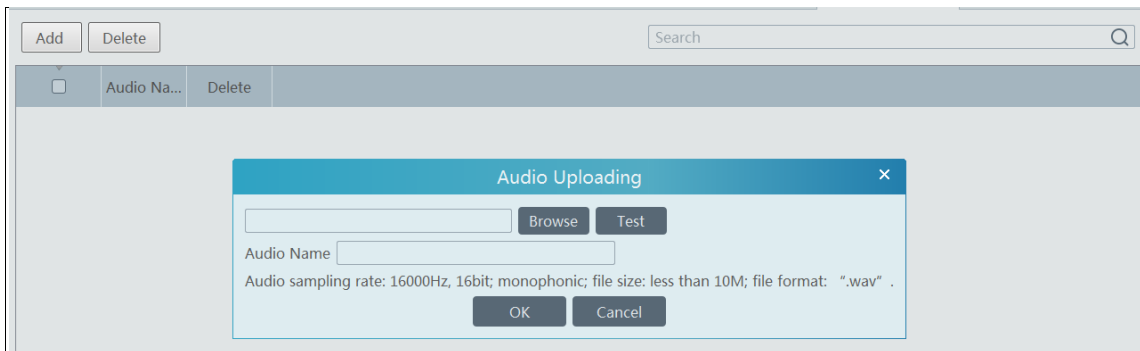 Add Delete Search
Audio Na... Delete
Audio Uploading ×
Browse Test
Audio Name
Audio sampling rate: 16000Hz, 16bit; monophonic; file size: less than 10M; file format: “.wav” .
OK Cancel